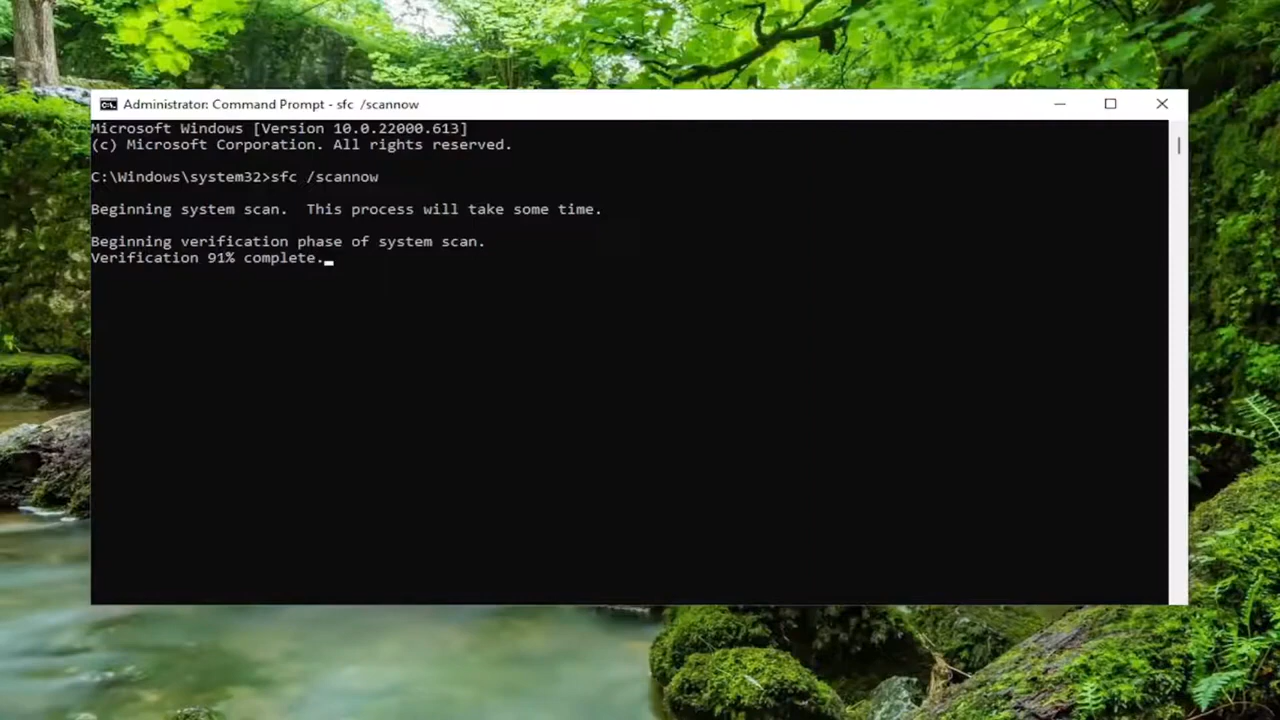 Administrator: Command Prompt - sfc /scannow
Microsoft Windows [Version 10.0.22000.613]
(c) Microsoft Corporation. All rights reserved.
C:\Windows\system32>sfc /scannow
Beginning system scan.  This process will take some time.
Beginning verification phase of system scan.
Verification 91% complete.